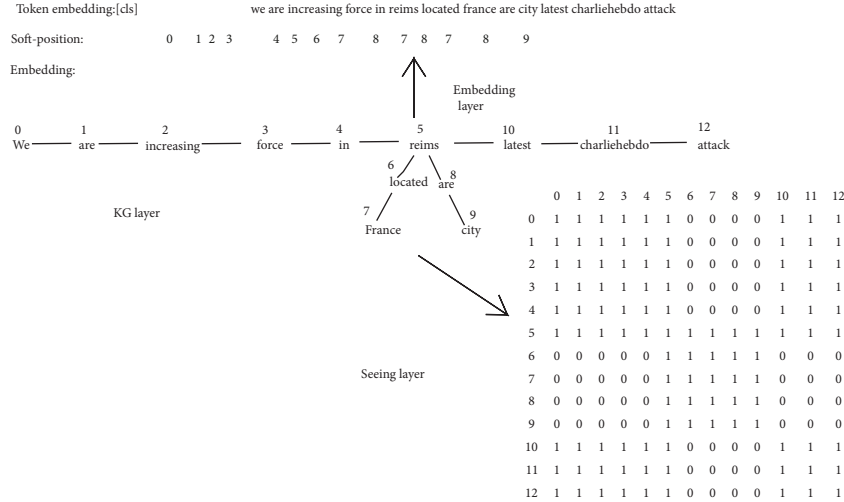 Token embedding:[cls] we are increasing force in reims located france are city latest charliehebdo attack
Soft-position: 0 1 2 3 4 5 6 7 8 7 8 7 8 9
Embedding:
Embedding
layer
0 1 2 3 4 5 10 11 12
We are increasing force in reims latest charliehebdo attack
6 8
located are
7 9
France city
KG layer
Seeing layer
0 1 2 3 4 5 6 7 8 9 10 11 12
0 1 1 1 1 1 1 0 0 0 0 1 1 1
1 1 1 1 1 1 1 0 0 0 0 1 1 1
2 1 1 1 1 1 1 0 0 0 0 1 1 1
3 1 1 1 1 1 1 0 0 0 0 1 1 1
4 1 1 1 1 1 1 0 0 0 0 1 1 1
5 1 1 1 1 1 1 1 1 1 1 1 1 1
6 0 0 0 0 0 1 1 1 1 1 0 0 0
7 0 0 0 0 0 1 1 1 1 1 0 0 0
8 0 0 0 0 0 1 1 1 1 1 0 0 0
9 0 0 0 0 0 1 1 1 1 1 0 0 0
10 1 1 1 1 1 1 0 0 0 0 1 1 1
11 1 1 1 1 1 1 0 0 0 0 1 1 1
12 1 1 1 1 1 1 0 0 0 0 1 1 1